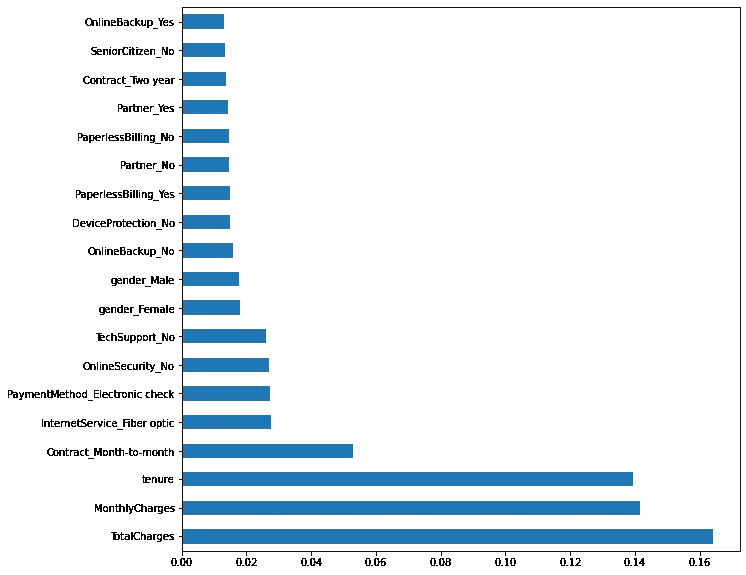 OnlineBackup_Yes
SeniorCitizen_No
Contract_Two year
Partner_Yes
PaperlessBilling_No
Partner_No
PaperlessBilling_Yes
DeviceProtection_No
OnlineBackup_No
gender_Male
gender_Female
TechSupport_No
OnlineSecurity_No
PaymentMethod_Electronic check
InternetService_Fiber optic
Contract_Month-to-month
tenure
MonthlyCharges
TotalCharges
0.00 0.02 0.04 0.06 0.08 0.10 0.12 0.14 0.16